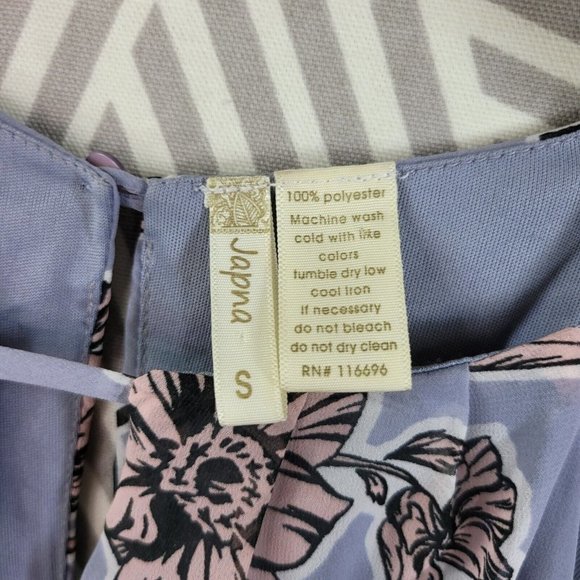 Japna
S
100% polyester
Machine wash
cold with like
colors
tumble dry low
cool Iron
If necessary
do not bleach
do not dry clean
RN# 116696